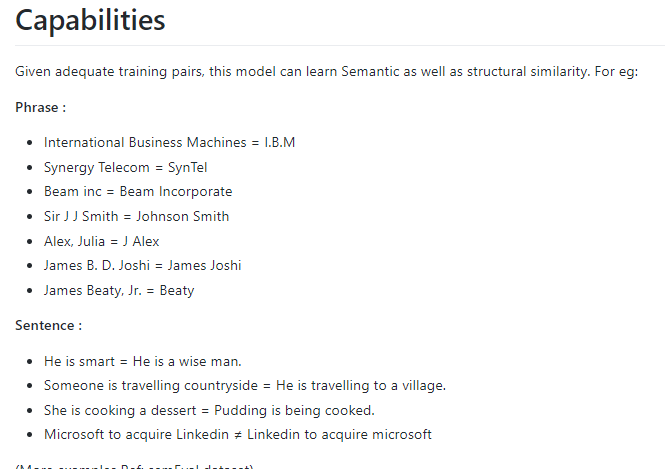 Capabilities
Given adequate training pairs, this model can learn Semantic as well as structural similarity. For eg:
Phrase :
• International Business Machines = I.B.M
• Synergy Telecom = SynTel
• Beam inc = Beam Incorporate
• Sir J J Smith = Johnson Smith
• Alex, Julia = J Alex
• James B. D. Joshi = James Joshi
• James Beaty, Jr. = Beaty
Sentence :
• He is smart = He is a wise man.
• Someone is travelling countryside = He is travelling to a village.
• She is cooking a dessert = Pudding is being cooked.
• Microsoft to acquire Linkedin ≠ Linkedin to acquire microsoft
(More examples Ref: semEval dataset)